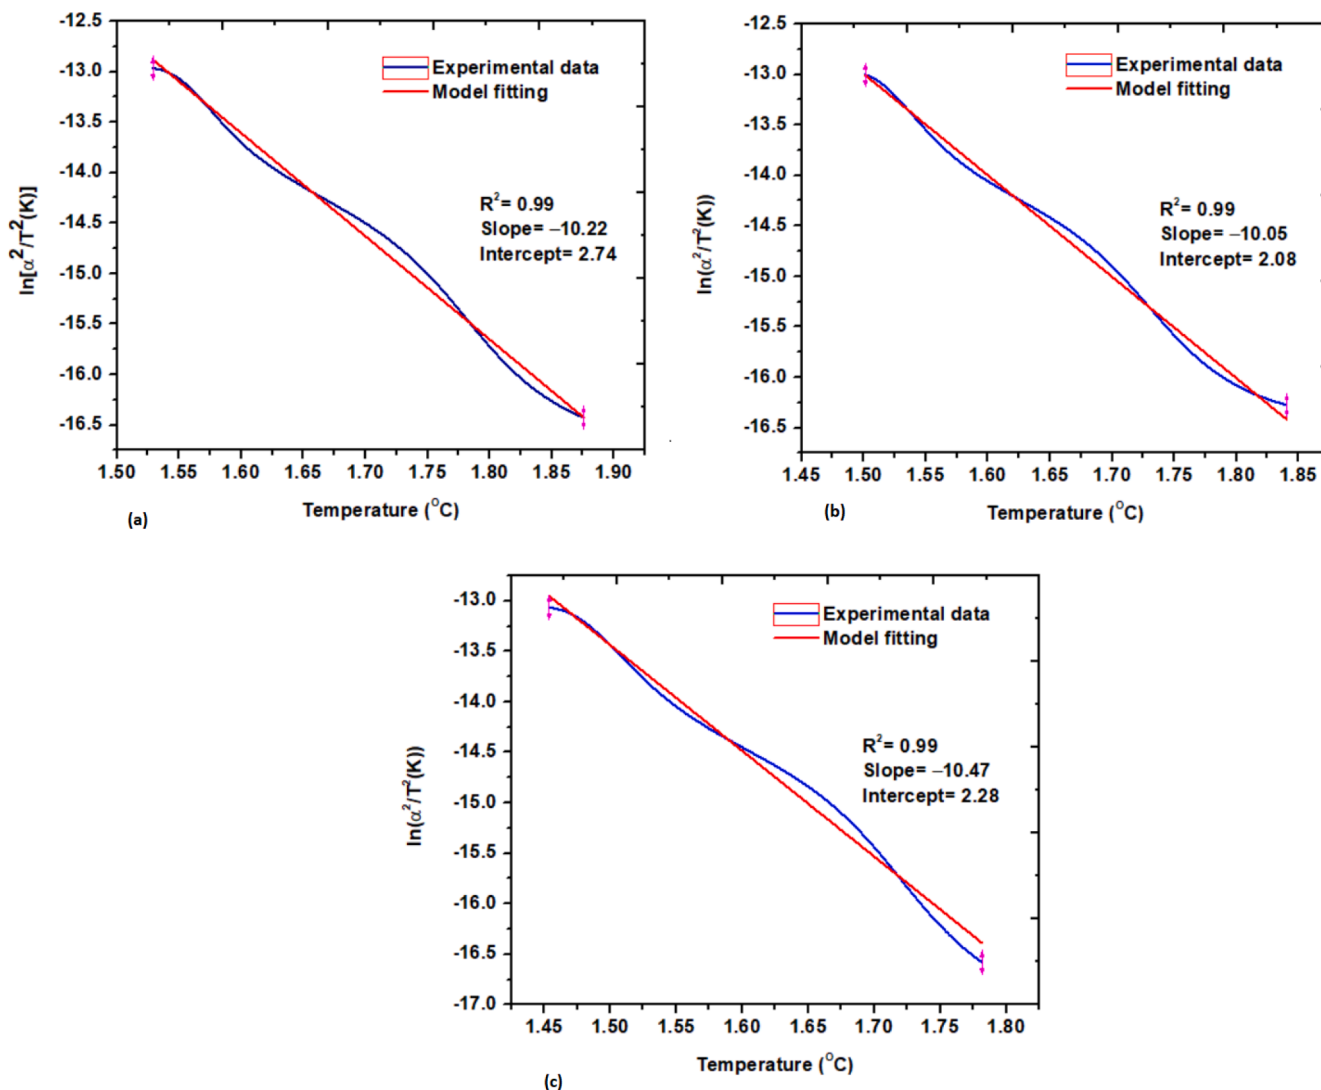 -12.5
-13.0
-13.5
-14.0
-14.5
-15.0
-15.5
-16.0
-16.5
ln[α²/T²(K)]
Experimental data
Model fitting
R²= 0.99
Slope= −10.22
Intercept= 2.74
1.50 1.55 1.60 1.65 1.70 1.75 1.80 1.85 1.90
Temperature (°C)
(a)
-12.5
-13.0
-13.5
-14.0
-14.5
-15.0
-15.5
-16.0
-16.5
ln(α²/T²(K))
Experimental data
Model fitting
R²= 0.99
Slope= −10.05
Intercept= 2.08
1.45 1.50 1.55 1.60 1.65 1.70 1.75 1.80 1.85
Temperature (°C)
(b)
-13.0
-13.5
-14.0
-14.5
-15.0
-15.5
-16.0
-16.5
-17.0
ln(α²/T²(K))
Experimental data
Model fitting
R²= 0.99
Slope= −10.47
Intercept= 2.28
1.45 1.50 1.55 1.60 1.65 1.70 1.75 1.80
Temperature (°C)
(c)